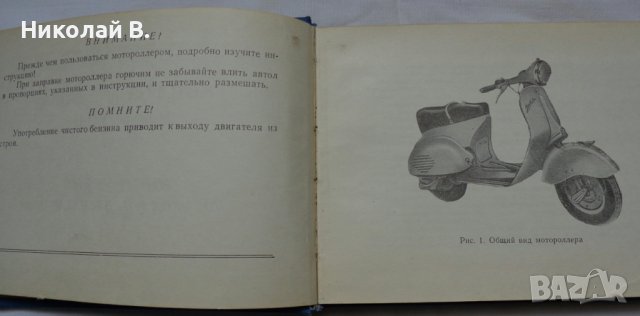 Николай В.
ВНИМАНИЕ!
Прежде чем пользоваться мотороллером, подробно изучите ин-
струкцию!
При заправке мотороллера горючим не забывайте влить автол
в пропорциях, указанных в инструкции, и тщательно размешать.
ПОМНИТЕ!
Употребление чистого бензина приводит к выходу двигателя из
строя.
Рис. 1. Общий вид мотороллера
BAZAR